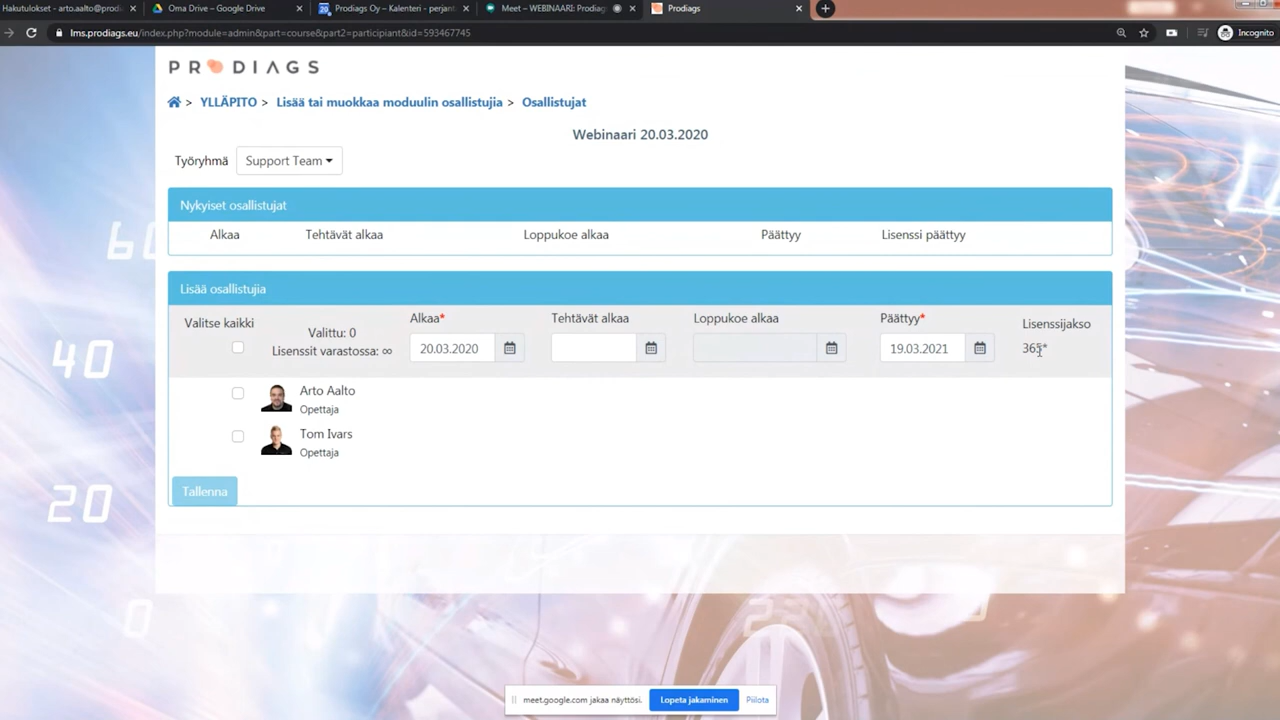 Hakutulokset - arto.aalto@prodi
Oma Drive – Google Drive
Prodiags Oy – Kalenteri - perjant
Meet – WEBINAARI: Prodiag
Prodiags
lms.prodiags.eu/index.php?module=admin&part=course&part2=participiant&id=593467745
Incognito
PRODIAGS
> YLLÄPITO > Lisää tai muokkaa moduulin osallistujia > Osallistujat
Webinaari 20.03.2020
Työryhmä Support Team
Nykyiset osallistujat
Alkaa Tehtävät alkaa Loppukoe alkaa Päättyy Lisenssi päättyy
Lisää osallistujia
Valitse kaikki Valittu: 0 Alkaa* Tehtävät alkaa Loppukoe alkaa Päättyy* Lisenssijakso
Lisenssit varastossa: ∞ 20.03.2020 19.03.2021 365*
Arto Aalto
Opettaja
Tom Ivars
Opettaja
Tallenna
60
40
20
0
220
meet.google.com jakaa näyttösi. Lopeta jakaminen Piilota